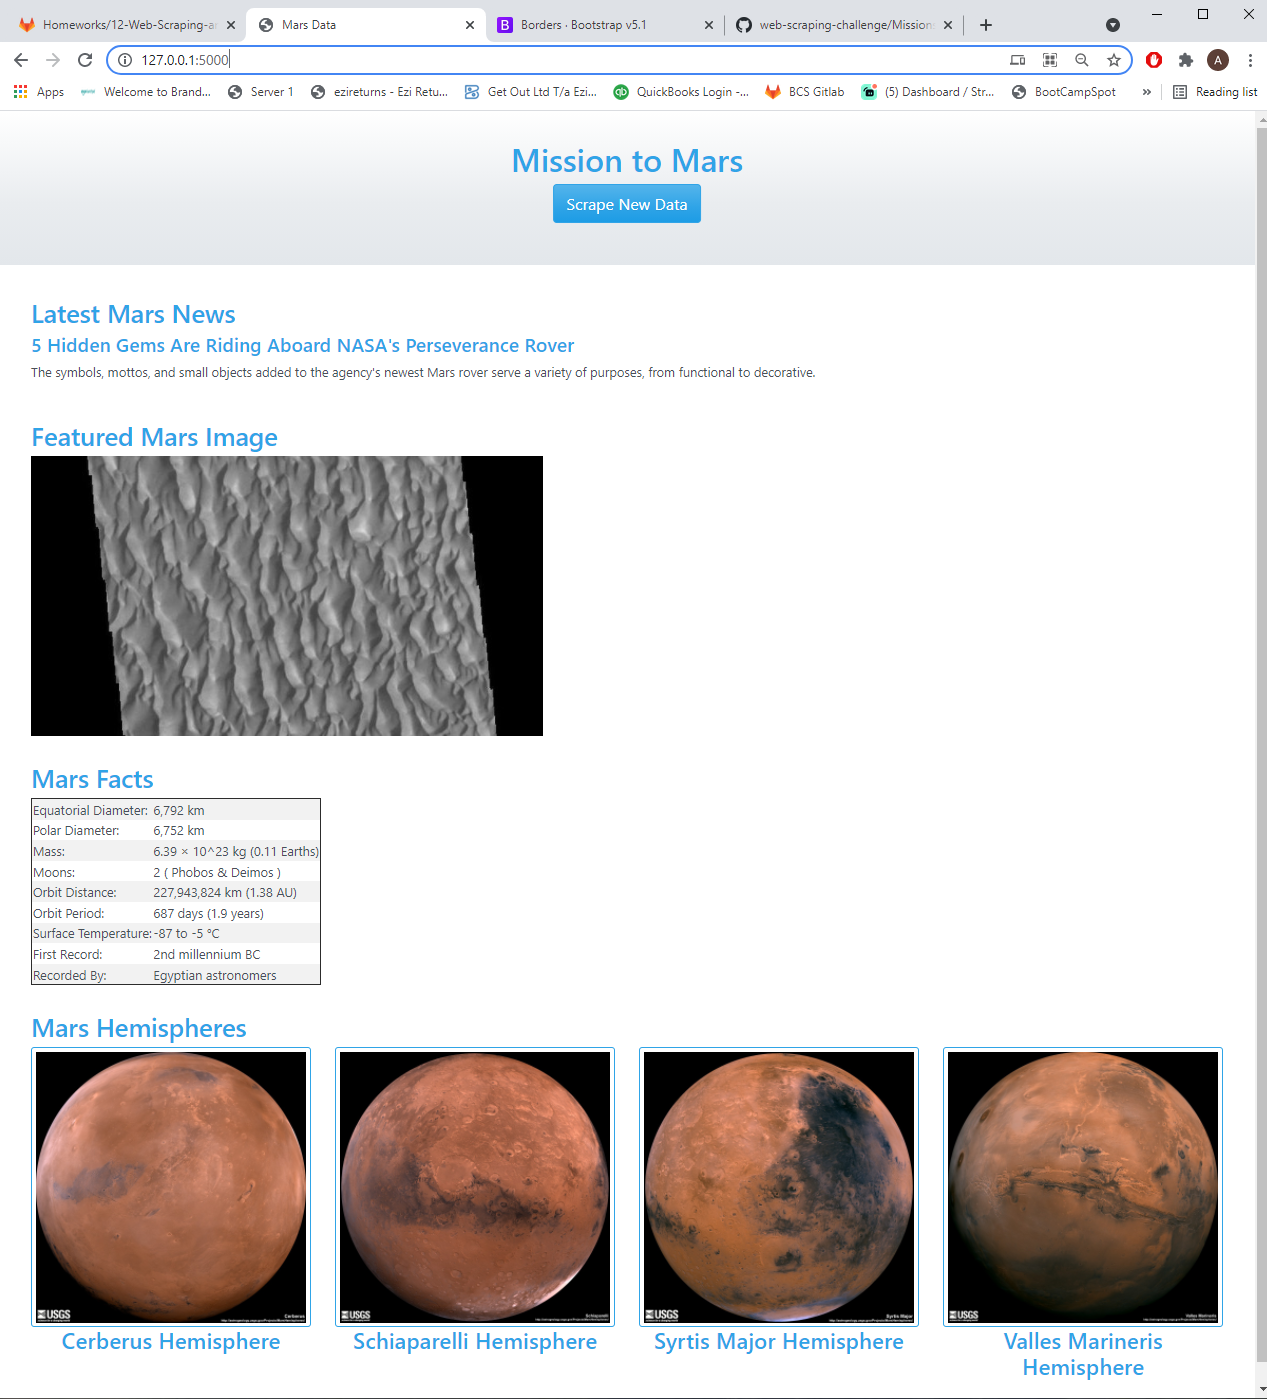 Homeworks/12-Web-Scraping-a
Mars Data
Borders · Bootstrap v5.1
web-scraping-challenge/Mission
127.0.0.1:5000
A
Apps
Welcome to Brand...
Server 1
ezireturns - Ezi Retu...
Get Out Ltd T/a Ezi...
QuickBooks Login -...
BCS Gitlab
(5) Dashboard / Str...
BootCampSpot
»
Reading list
Mission to Mars
Scrape New Data
Latest Mars News
5 Hidden Gems Are Riding Aboard NASA's Perseverance Rover
The symbols, mottos, and small objects added to the agency's newest Mars rover serve a variety of purposes, from functional to decorative.
Featured Mars Image
Mars Facts
Equatorial Diameter: 6,792 km
Polar Diameter: 6,752 km
Mass: 6.39 × 10^23 kg (0.11 Earths)
Moons: 2 ( Phobos & Deimos )
Orbit Distance: 227,943,824 km (1.38 AU)
Orbit Period: 687 days (1.9 years)
Surface Temperature: -87 to -5 °C
First Record: 2nd millennium BC
Recorded By: Egyptian astronomers
Mars Hemispheres
USGS Cerberus
USGS Schiaparelli
USGS Syrtis Major
USGS Valles Marineris
Cerberus Hemisphere
Schiaparelli Hemisphere
Syrtis Major Hemisphere
Valles Marineris
Hemisphere